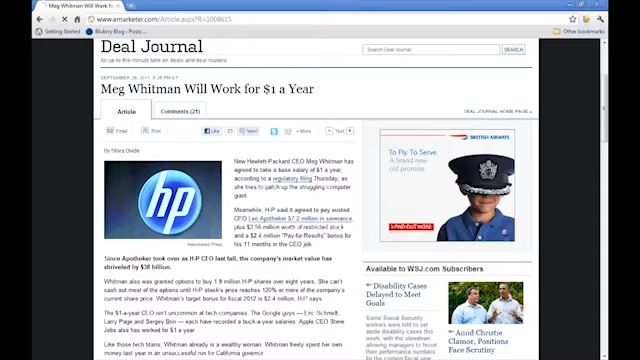 Meg Whitman Will Work for $
www.emarketer.com/Article.aspx?R=1008615
Getting Started
Blubrry Blog - Posts ...
Other bookmarks
Deal Journal
An up-to-the-minute take on deals and deal makers.
Search Deal Journal
SEARCH
SEPTEMBER 29, 2011, 5:25 PM ET
Meg Whitman Will Work for $1 a Year
Article
Comments (21)
DEAL JOURNAL HOME PAGE »
Email
Print
Like
Send
+ More
Text
By Shira Ovide
hp
Associated Press
New Hewlett-Packard CEO Meg Whitman has
agreed to take a base salary of $1 a year,
according to a regulatory filing Thursday, as
she tries to patch up the struggling computer
giant.
Meanwhile, H-P said it agreed to pay ousted
CEO Leo Apotheker $7.2 million in severance,
plus $3.56 million worth of restricted stock
and a $2.4 million "Pay-for-Results" bonus for
his 11 months in the CEO job.
Since Apotheker took over as H-P CEO last fall, the company's market value has
shriveled by $38 billion.
Whitman also was granted options to buy 1.9 million H-P shares over eight years. She can't
cash out most of the options until H-P stock's price reaches 120% or more of the company's
current share price. Whitman's target bonus for fiscal 2012 is $2.4 million, H-P says.
The $1-a-year CEO isn't uncommon at tech companies. The Google guys — Eric Schmidt,
Larry Page and Sergey Brin — each have recorded a buck-a-year salaries. Apple CEO Steve
Jobs also has worked for $1 a year.
Like those tech titans, Whitman already is a wealthy woman. Whitman freely spent her own
money last year in an unsuccessful run for California governor.
BRITISH AIRWAYS
To Fly. To Serve.
A brand new
old promise.
FIND OUT MORE
Available to WSJ.com Subscribers
Disability Cases
Delayed to Meet
Goals
Some Social Security
workers were told to set
aside disability cases this
week, with the slowdown
allowing managers to boost
their performance numbers
for the coming fiscal year
Amid Christie
Clamor, Positions
Face Scrutiny